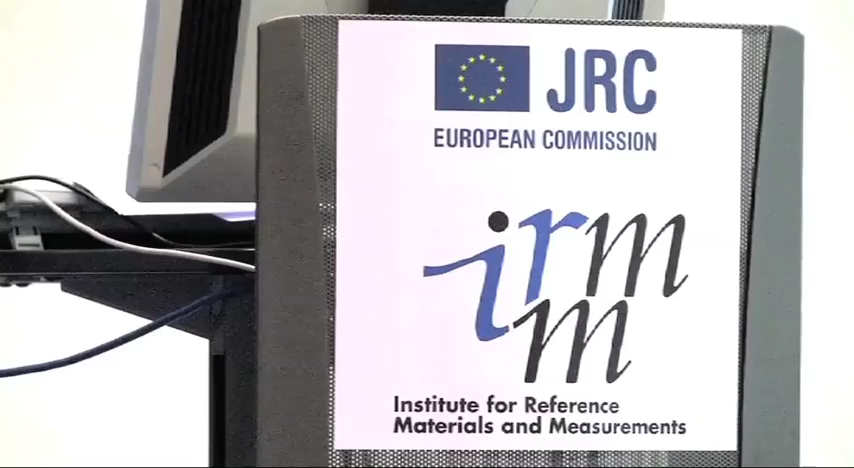 JRC
EUROPEAN COMMISSION
irmm
m
Institute for Reference
Materials and Measurements